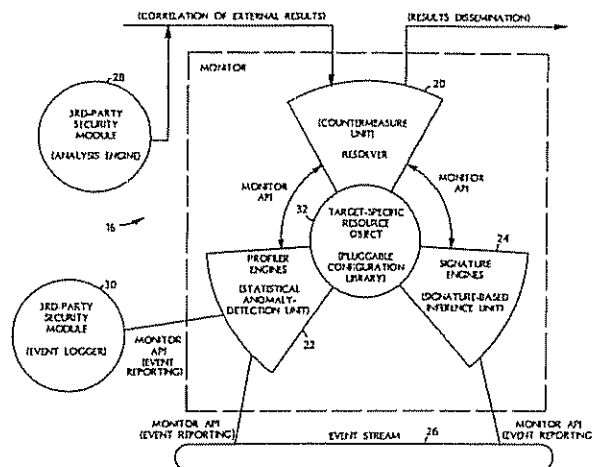 (CORRELATION OF EXTERNAL RESULTS)
(RESULTS DISSEMINATION)
MONITOR
28
3RD-PARTY
SECURITY
MODULE
(ANALYSIS ENGINE)
20
(COUNTERMEASURE
UNIT)
RESOLVER
MONITOR
API
MONITOR
API
16
32
TARGET-SPECIFIC
RESOURCE
OBJECT
(PLUGGABLE
CONFIGURATION
LIBRARY)
24
PROFILER
ENGINES
(STATISTICAL
ANOMALY-
DETECTION UNIT)
SIGNATURE
ENGINES
(SIGNATURE-BASED
INFERENCE UNIT)
30
3RD-PARTY
SECURITY
MODULE
(EVENT LOGGER)
22
MONITOR
API
(EVENT
REPORTING)
MONITOR API
(EVENT REPORTING)
MONITOR API
(EVENT REPORTING
EVENT STREAM
26